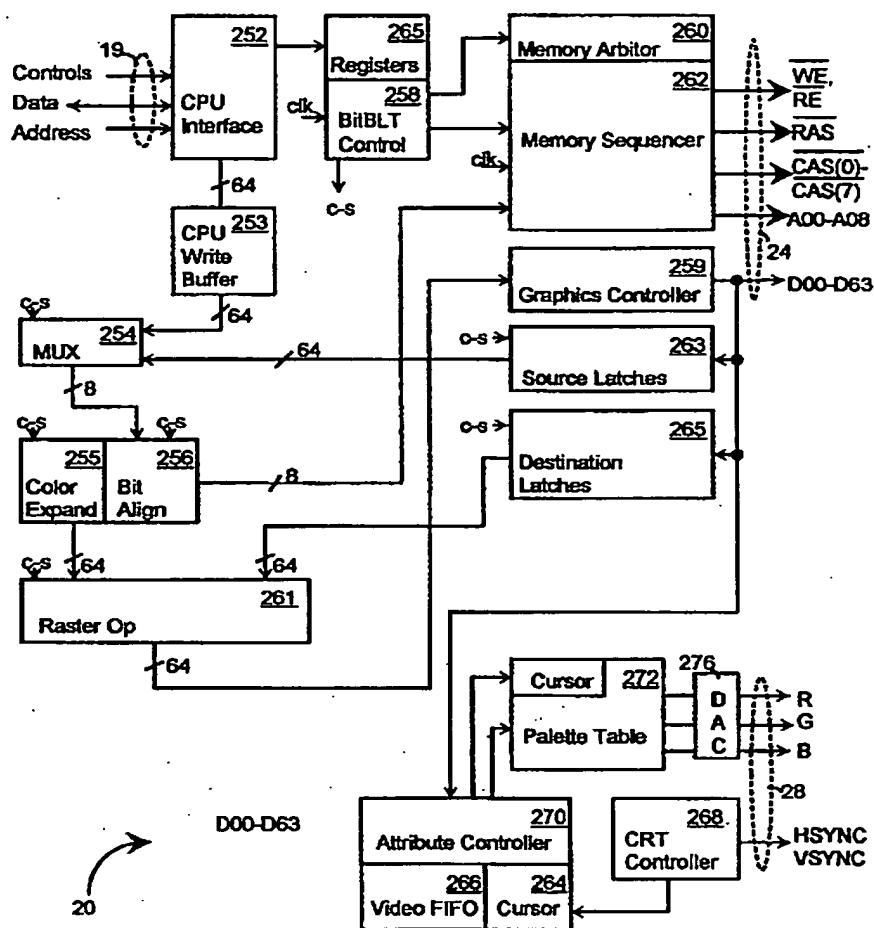 19
Controls
Data
Address
252
CPU
Interface
265
Registers
258
BitBLT
Control
clk
c-s
260
Memory Arbitor
262
Memory Sequencer
clk
WE,
RE
RAS
CAS(0)-
CAS(7)
A00-A08
24
64
CPU 253
Write
Buffer
64
259
Graphics Controller
D00-D63
c-s
254
MUX
64
c-s
263
Source Latches
8
c-s
c-s
255
Color
Expand
256
Bit
Align
8
c-s
265
Destination
Latches
c-s
64
64
261
Raster Op
64
Cursor
272
Palette Table
276
D
A
C
R
G
B
28
270
Attribute Controller
266
Video FIFO
264
Cursor
268
CRT
Controller
HSYNC
VSYNC
D00-D63
20